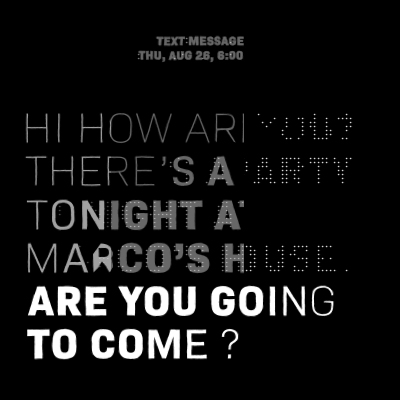 TEXT MESSAGE
THU, AUG 28, 6:00
HI HOW ARE YOU?
THERE'S A PARTY
TONIGHT AT
MARCO'S HOUSE.
ARE YOU GOING
TO COME ?